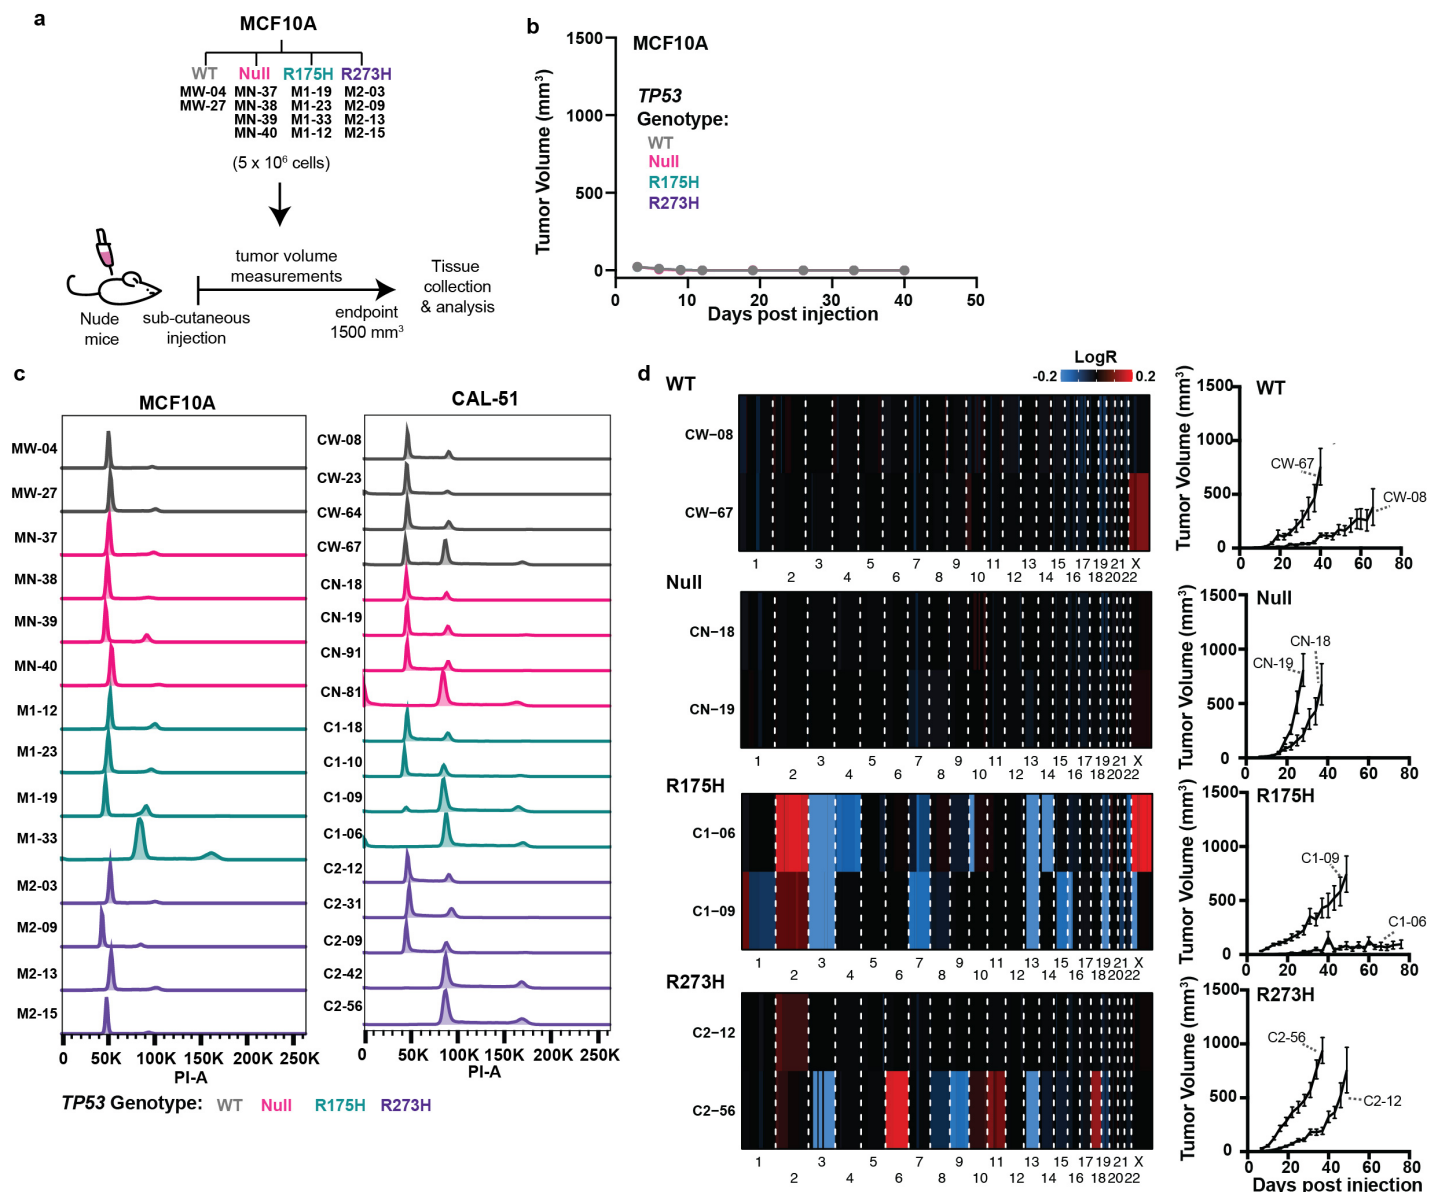 a
MCF10A
WT Null R175H R273H
MW-04 MN-37 M1-19 M2-03
MW-27 MN-38 M1-23 M2-09
MN-39 M1-33 M2-13
MN-40 M1-12 M2-15
(5 x 10⁶ cells)
tumor volume
measurements
Nude
mice
sub-cutaneous
injection
endpoint
1500 mm³
Tissue
collection
& analysis
b
MCF10A
TP53
Genotype:
WT
Null
R175H
R273H
Tumor Volume (mm³)
1500
1000
500
0
0 10 20 30 40 50
Days post injection
c
MCF10A
MW-04
MW-27
MN-37
MN-38
MN-39
MN-40
M1-12
M1-23
M1-19
M1-33
M2-03
M2-09
M2-13
M2-15
0 50K 100K 150K 200K 250K
PI-A
CAL-51
CW-08
CW-23
CW-64
CW-67
CN-18
CN-19
CN-91
CN-81
C1-18
C1-10
C1-09
C1-06
C2-12
C2-31
C2-09
C2-42
C2-56
0 50K 100K 150K 200K 250K
PI-A
TP53 Genotype: WT Null R175H R273H
d
LogR
-0.2 0.2
WT
CW-08
CW-67
1 3 5 7 9 11 13 15 17 19 21 X
2 4 6 8 10 12 14 16 18 20 22
Tumor Volume (mm³)
1500
1000
500
0
WT
CW-67
CW-08
0 20 40 60 80
Null
CN-18
CN-19
1 3 5 7 9 11 13 15 17 19 21 X
2 4 6 8 10 12 14 16 18 20 22
Tumor Volume (mm³)
1500
1000
500
0
Null
CN-18
CN-19
0 20 40 60 80
R175H
C1-06
C1-09
1 3 5 7 9 11 13 15 17 19 21 X
2 4 6 8 10 12 14 16 18 20 22
Tumor Volume (mm³)
1500
1000
500
0
R175H
C1-09
C1-06
0 20 40 60 80
R273H
C2-12
C2-56
1 3 5 7 9 11 13 15 17 19 21 X
2 4 6 8 10 12 14 16 18 20 22
Tumor Volume (mm³)
1500
1000
500
0
R273H
C2-56
C2-12
0 20 40 60 80
Days post injection